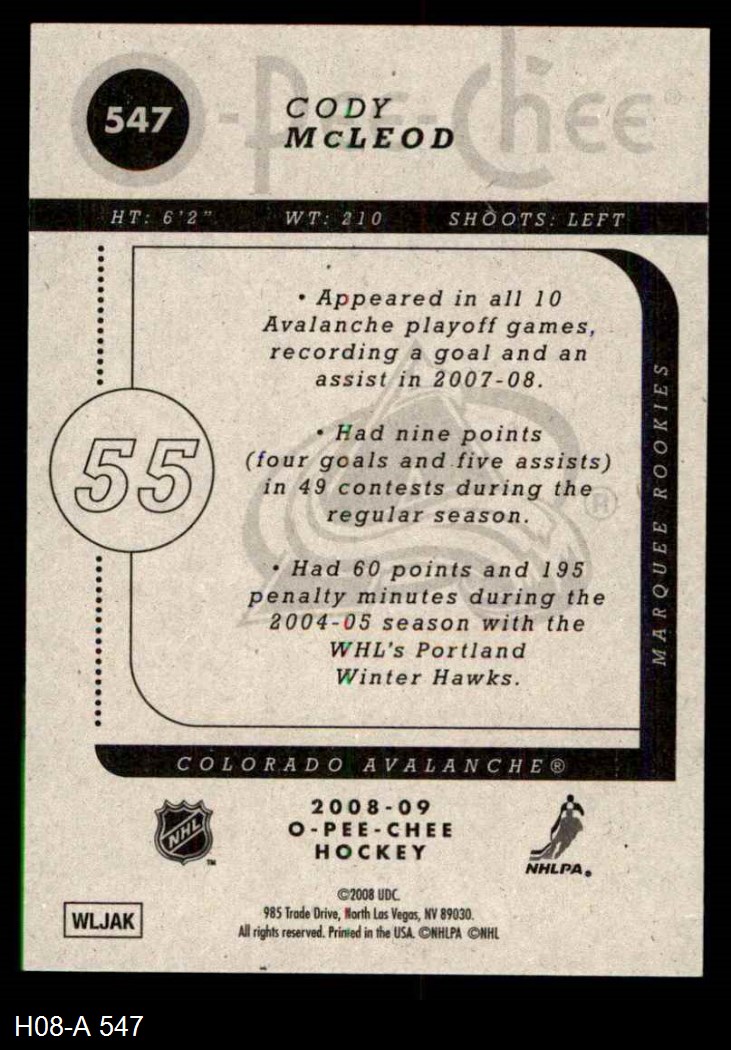 O-Pee-Chee®
547
CODY
McLEOD
HT: 6'2"
WT: 210
SHOOTS: LEFT
• Appeared in all 10
Avalanche playoff games,
recording a goal and an
assist in 2007-08.
• Had nine points
(four goals and five assists)
in 49 contests during the
regular season.
• Had 60 points and 195
penalty minutes during the
2004-05 season with the
WHL's Portland
Winter Hawks.
55
®
MARQUEE ROOKIES
COLORADO AVALANCHE®
NHL
TM
2008-09
O-PEE-CHEE
HOCKEY
NHLPA®
©2008 UDC.
985 Trade Drive, North Las Vegas, NV 89030.
All rights reserved. Printed in the USA. ©NHLPA ©NHL
WLJAK
H08-A 547